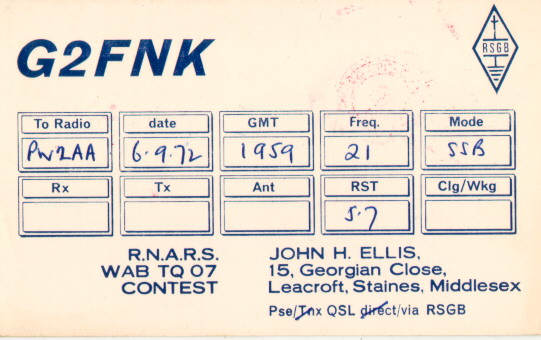 G2FNK
RSGB
To Radio date GMT Freq. Mode
PW2AA 6.9.72 1959 21 SSB
Rx Tx Ant RST Clg/Wkg
5.7
R.N.A.R.S.
WAB TQ 07
CONTEST
JOHN H. ELLIS,
15, Georgian Close,
Leacroft, Staines, Middlesex
Pse/Tnx QSL direct/via RSGB